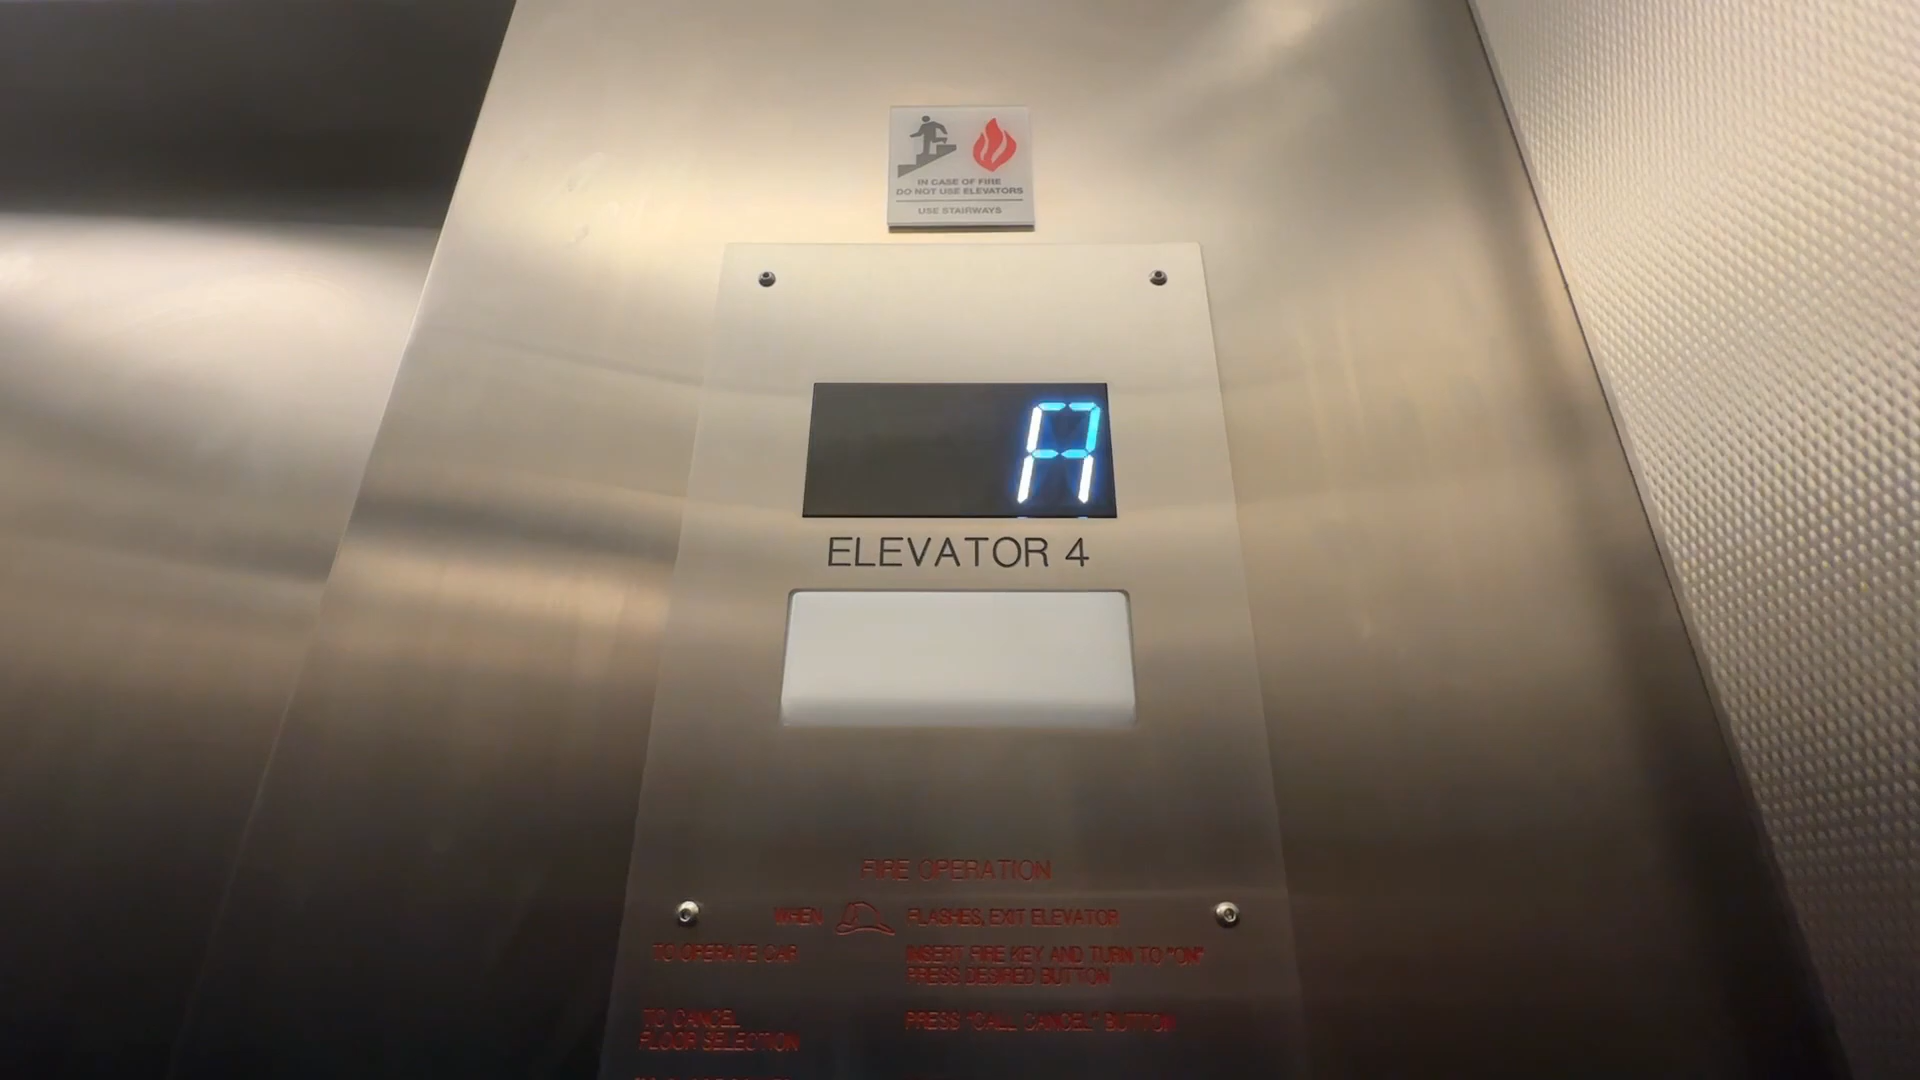 IN CASE OF FIRE
DO NOT USE ELEVATORS
USE STAIRWAYS
A
ELEVATOR 4
FIRE OPERATION
WHEN FLASHES, EXIT ELEVATOR
TO OPERATE CAR INSERT FIRE KEY AND TURN TO "ON"
PRESS DESIRED BUTTON
TO CANCEL PRESS "CALL CANCEL" BUTTON
FLOOR SELECTION